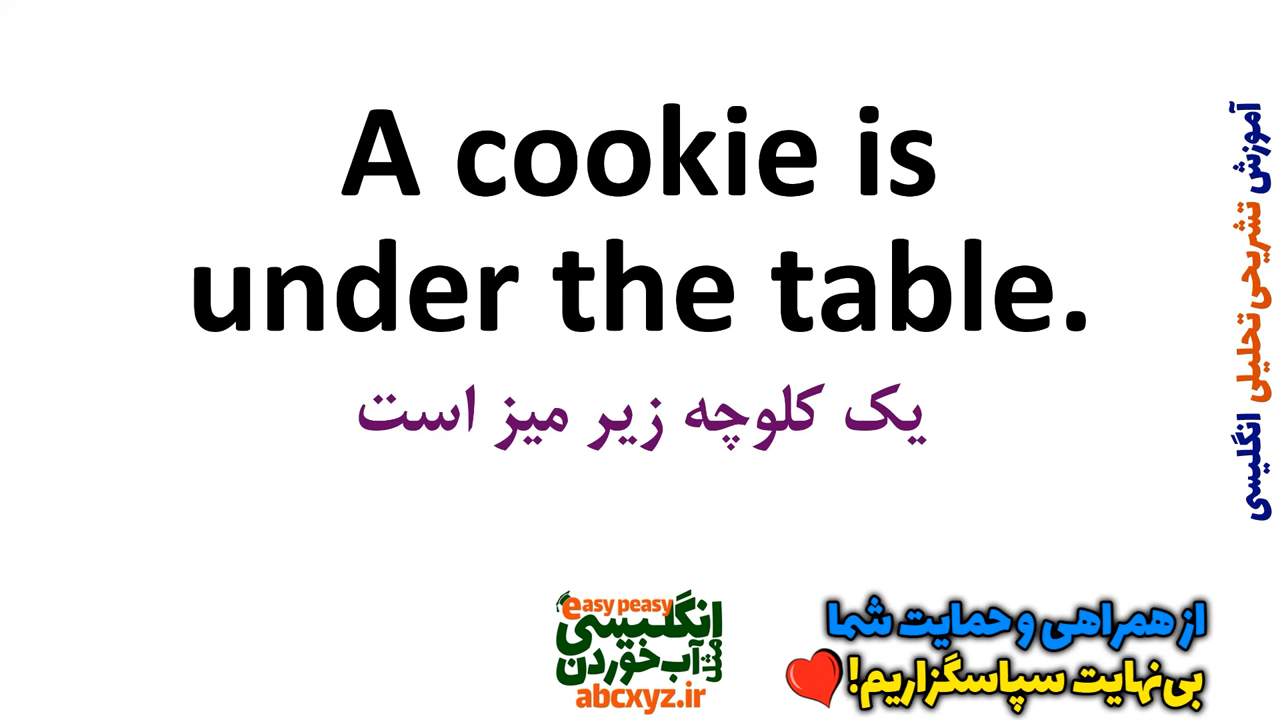 A cookie is
under the table.
یک کلوچه زیر میز است
آموزش تشریحی تحلیلی انگلیسی
easy peasy
انگلیسی
مثل آب خوردن
abcxyz.ir
از همراهی و حمایت شما
بی‌نهایت سپاسگزاریم!